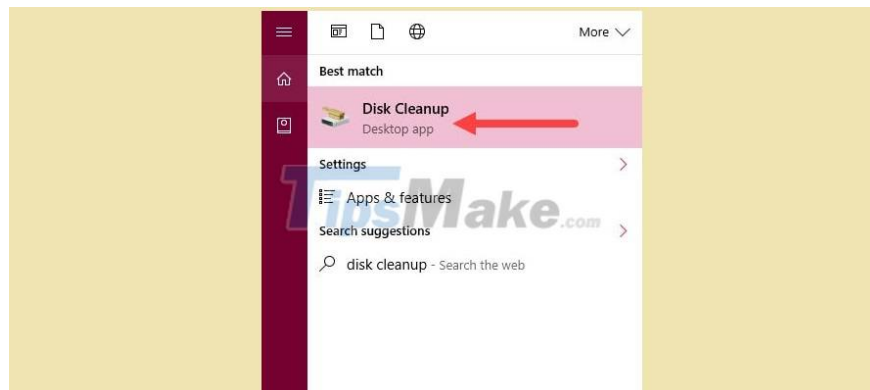 More
Best match
Disk Cleanup
Desktop app
Settings
Apps & features
TipsMake.com
Search suggestions
disk cleanup - Search the web